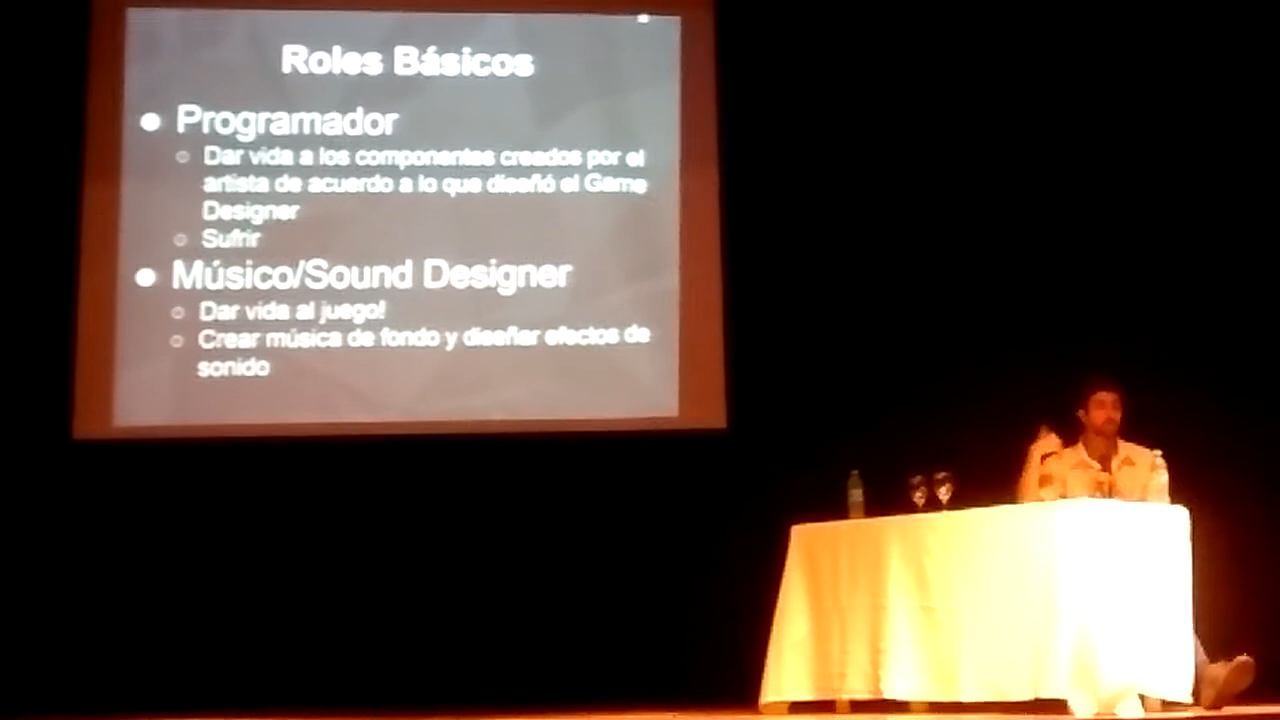 Roles Básicos
Programador
Dar vida a los componentes creados por el
artista de acuerdo a lo que diseñó el Game
Designer
Sufrir
Músico/Sound Designer
Dar vida al juego!
Crear música de fondo y diseñar efectos de
sonido